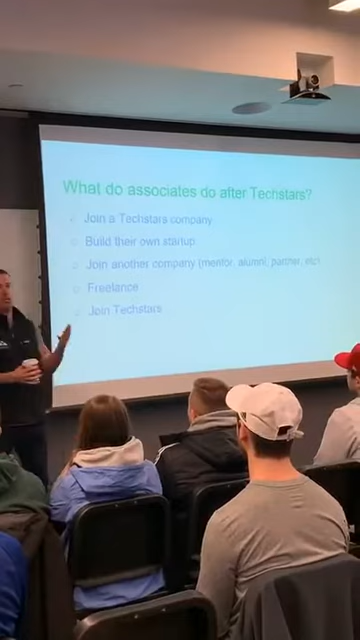 What do associates do after Techstars?
Join a Techstars company
Build their own startup
Join another company (mentor, alumni, partner, etc)
Freelance
Join Techstars